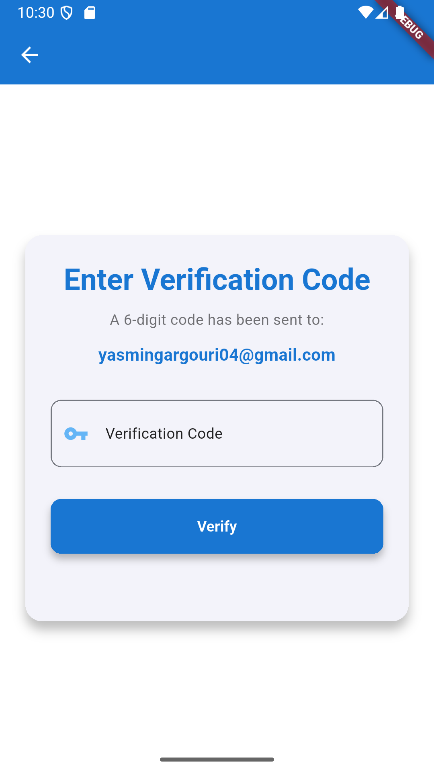 10:30
DEBUG
Enter Verification Code
A 6-digit code has been sent to:
yasmingargouri04@gmail.com
Verification Code
Verify